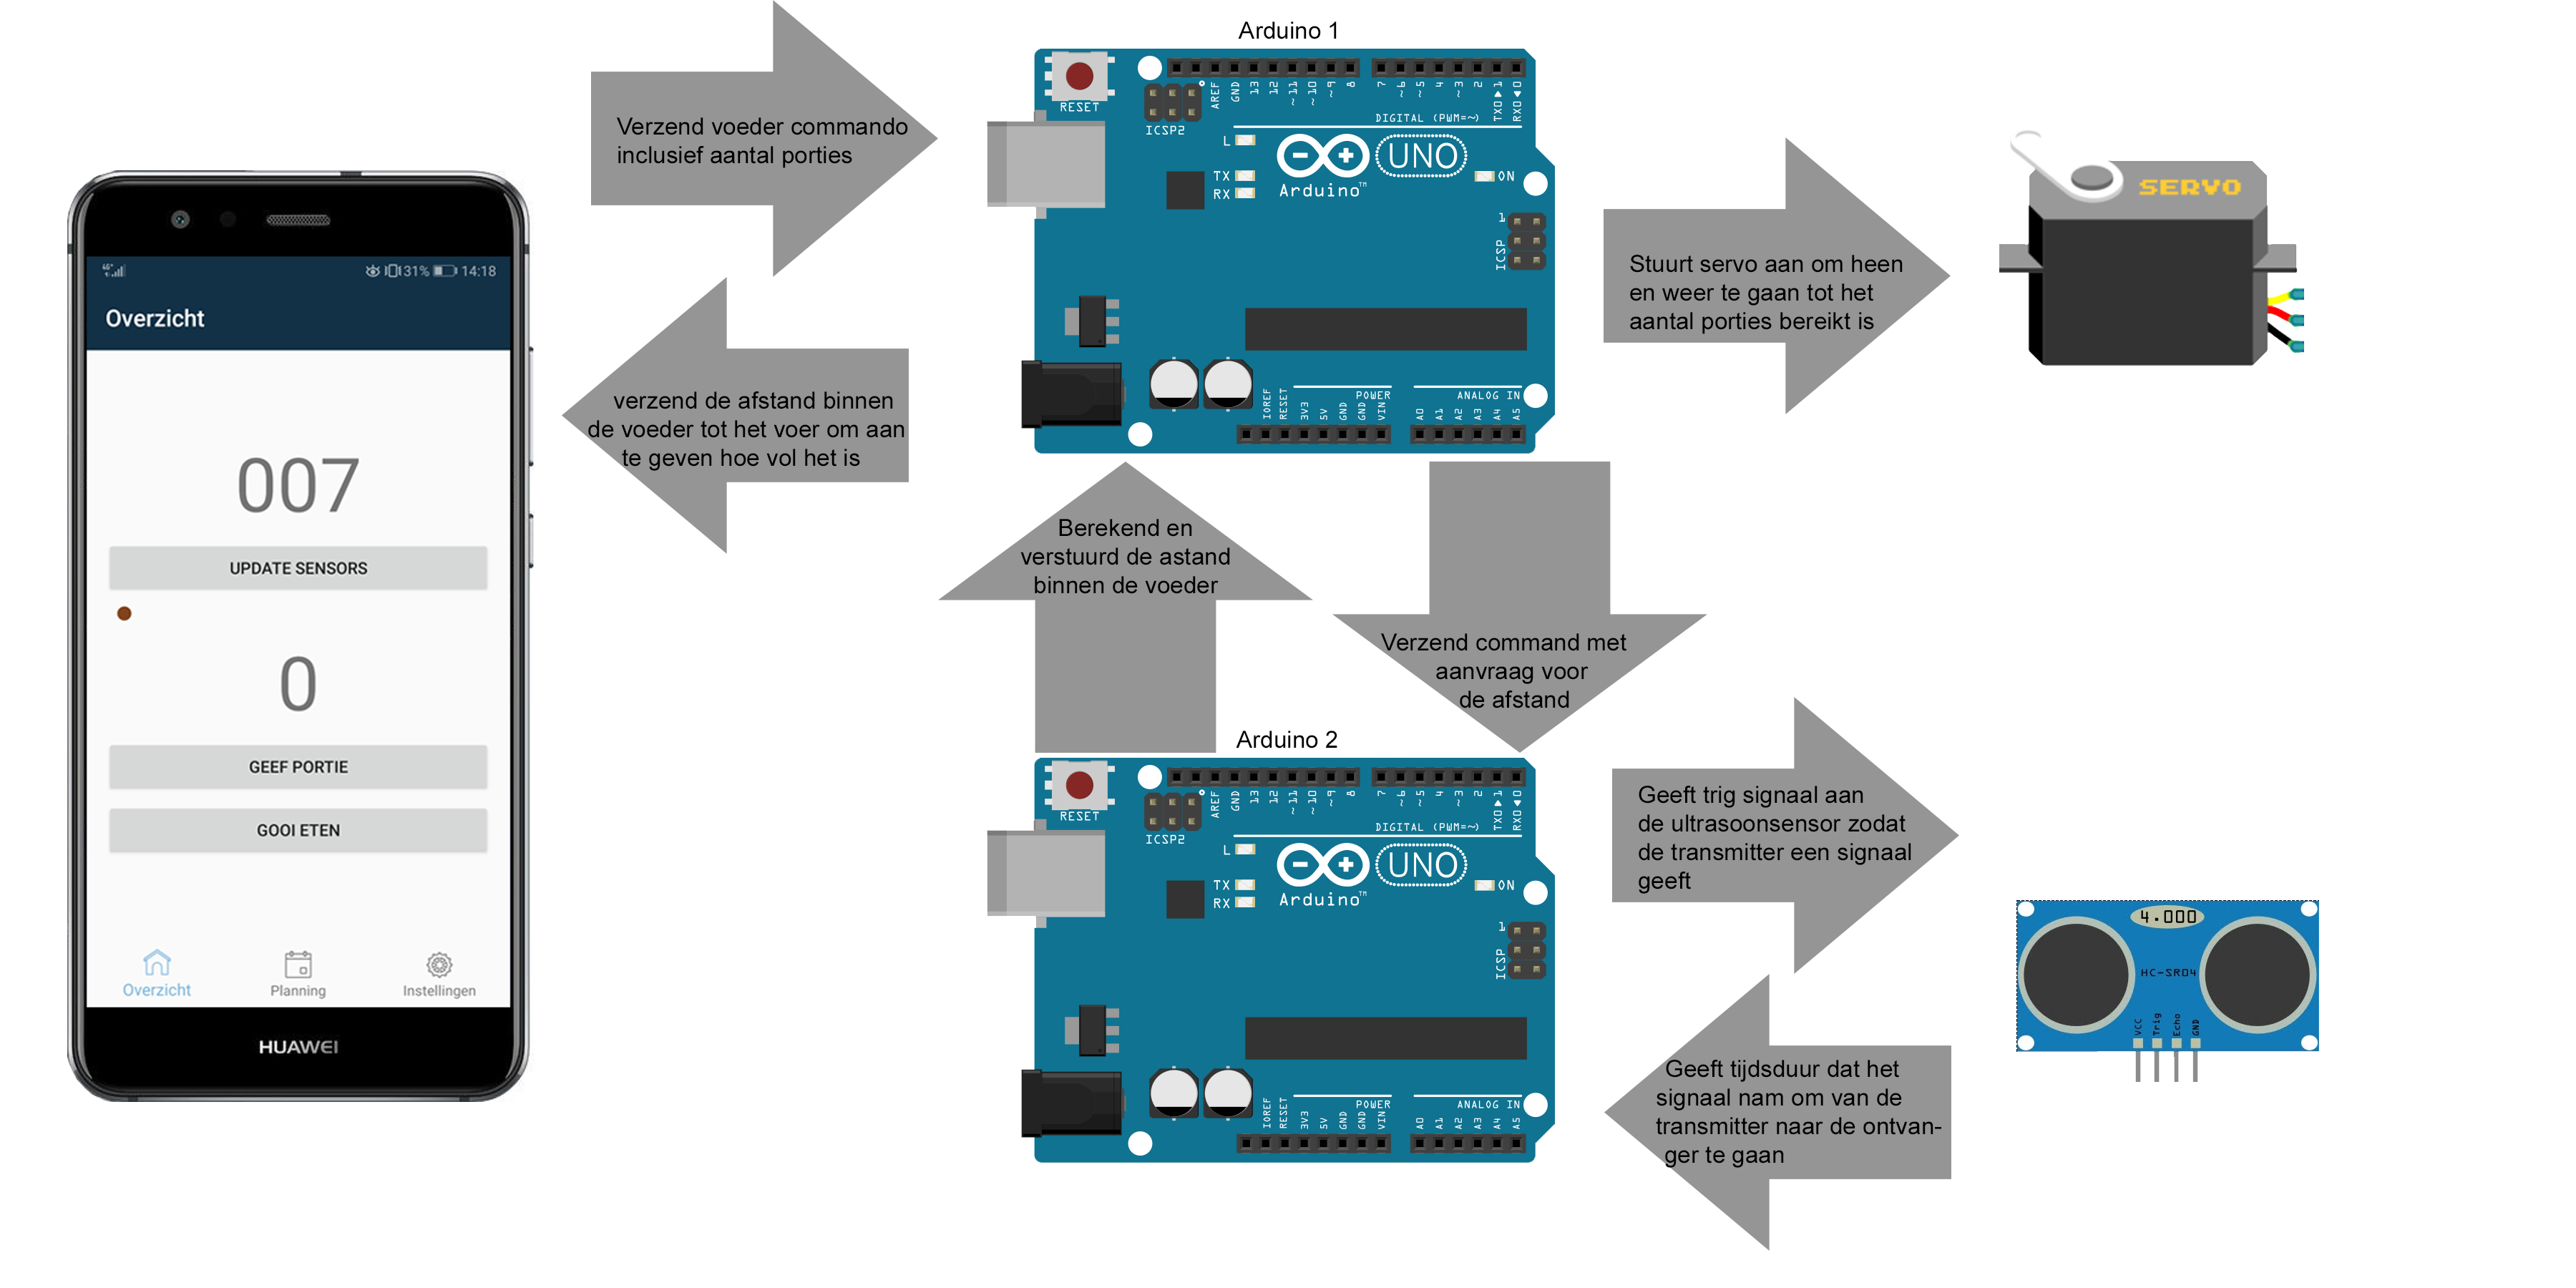 Arduino 1
Verzend voeder commando
inclusief aantal porties
verzend de afstand binnen
de voeder tot het voer om aan
te geven hoe vol het is
Stuurt servo aan om heen
en weer te gaan tot het
aantal porties bereikt is
SERVO
Berekend en
verstuurd de astand
binnen de voeder
Verzend command met
aanvraag voor
de afstand
Arduino 2
Geeft trig signaal aan
de ultrasoonsensor zodat
de transmitter een signaal
geeft
Geeft tijdsduur dat het
signaal nam om van de
transmitter naar de ontvan-
ger te gaan
31% 14:18
Overzicht
007
UPDATE SENSORS
0
GEEF PORTIE
GOOI ETEN
Overzicht Planning Instellingen
HUAWEI
RESET
ICSP2
AREF GND 13 12 ~11 ~10 ~9 8 7 ~6 ~5 4 ~3 2 TX0▶1 RX0◀0
DIGITAL (PWM=~)
L
TX
RX
UNO
Arduino™
ON
1
ICSP
POWER ANALOG IN
IOREF RESET 3V3 5V GND GND VIN A0 A1 A2 A3 A4 A5
RESET
ICSP2
AREF GND 13 12 ~11 ~10 ~9 8 7 ~6 ~5 4 ~3 2 TX0▶1 RX0◀0
DIGITAL (PWM=~)
L
TX
RX
UNO
Arduino™
ON
1
ICSP
POWER ANALOG IN
IOREF RESET 3V3 5V GND GND VIN A0 A1 A2 A3 A4 A5
4.000
HC-SR04
VCC Trig Echo GND